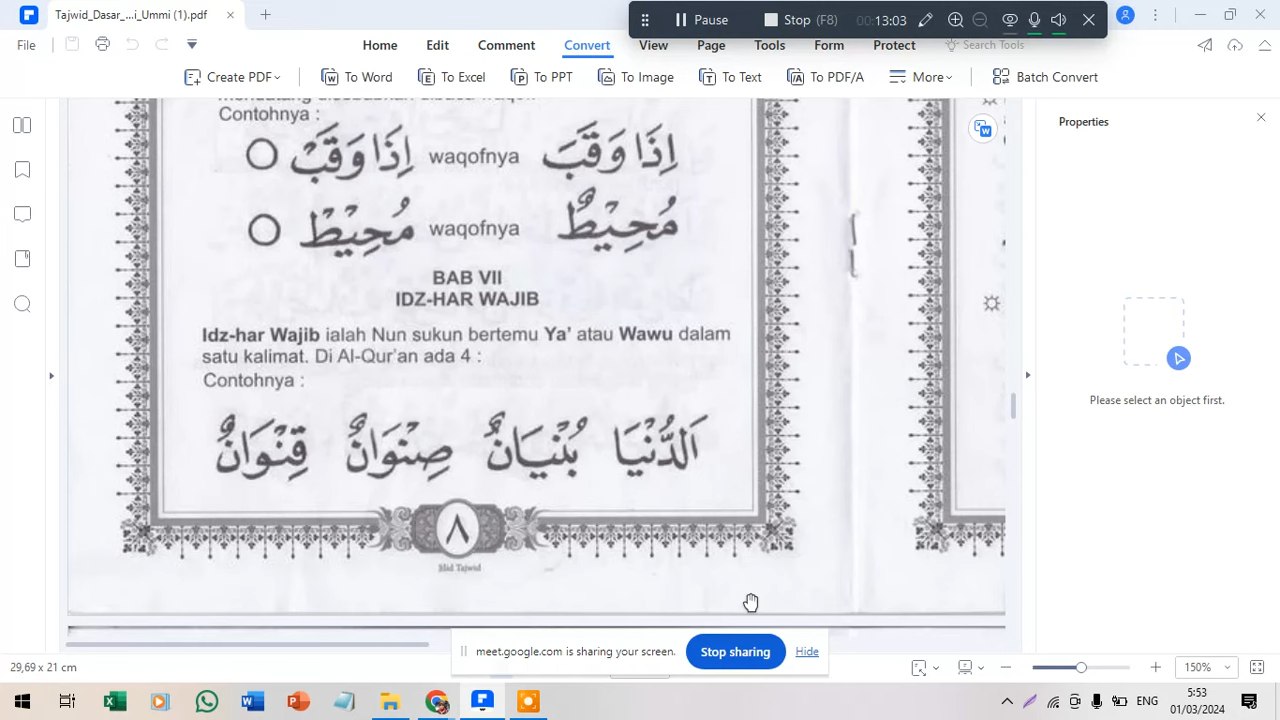 Tajwid_Dasar_...i_Ummi (1).pdf
Pause
Stop (F8)
00:13:03
File
Home
Edit
Comment
Convert
View
Page
Tools
Form
Protect
Search Tools
Create PDF
To Word
To Excel
To PPT
To Image
To Text
To PDF/A
More
Batch Convert
Contohnya :
اِذَا وَقَبَ waqofnya اِذَا وَقَبْ
مُحِيْطٌ waqofnya مُحِيْطْ
BAB VII
IDZ-HAR WAJIB
Idz-har Wajib ialah Nun sukun bertemu Ya' atau Wawu dalam
satu kalimat. Di Al-Qur'an ada 4 :
Contohnya :
اَلدُّنْيَا بُنْيَانٌ صِنْوَانٌ قِنْوَانٌ
٨
Jilid Tajwid
Properties
Please select an object first.
meet.google.com is sharing your screen.
Stop sharing
Hide
29,69 x 21 cm
150%
ENG
5:53
01/03/2024